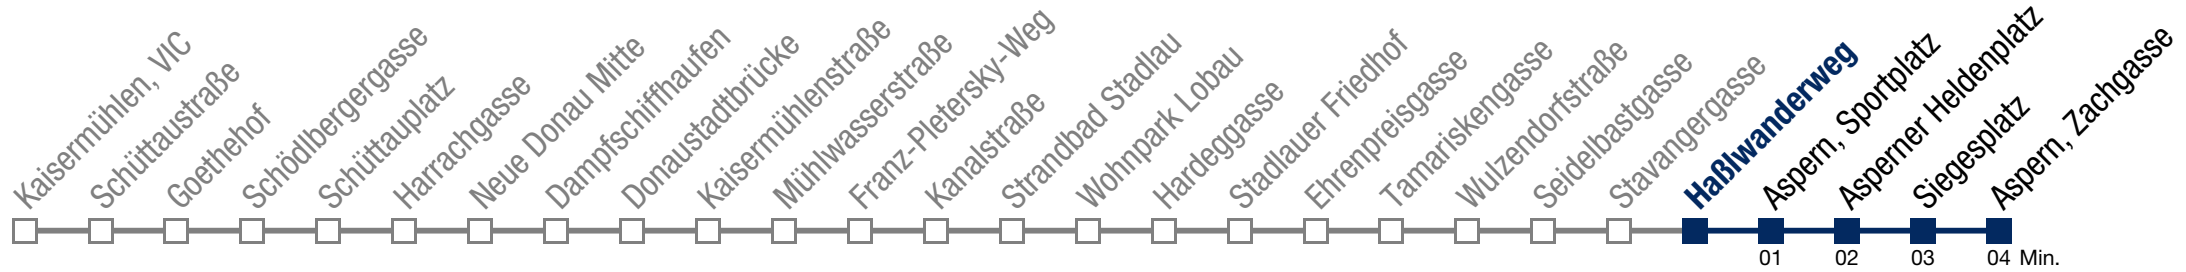 Kaisermühlen, VIC
Schüttaustraße
Goethehof
Schödlbergergasse
Schüttauplatz
Harrachgasse
Neue Donau Mitte
Dampfschiffhaufen
Donaustadtbrücke
Kaisermühlenstraße
Mühlwasserstraße
Franz-Pletersky-Weg
Kanalstraße
Strandbad Stadlau
Wohnpark Lobau
Hardeggasse
Stadlauer Friedhof
Ehrenpreisgasse
Tamariskengasse
Wulzendorfstraße
Seidelbastgasse
Stavangergasse
Haßlwanderweg
Aspern, Sportplatz
Asperner Heldenplatz
Siegesplatz
Aspern, Zachgasse
01 02 03 04 Min.